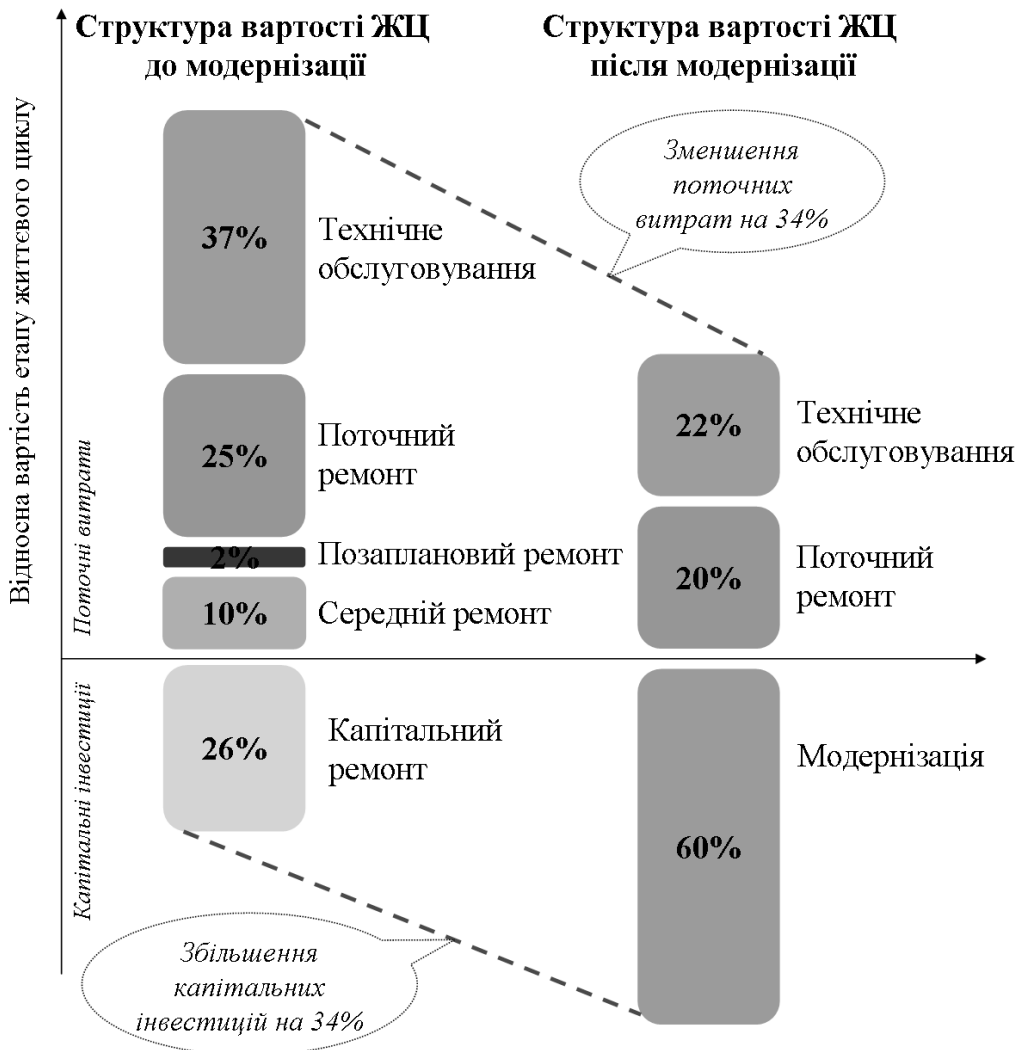 Структура вартості ЖЦ
до модернізації
Структура вартості ЖЦ
після модернізації
Відносна вартість етапу життєвого циклу
Поточні витрати
Капітальні інвестиції
37%
Технічне
обслуговування
25%
Поточний
ремонт
2%
Позаплановий ремонт
10%
Середній ремонт
26%
Капітальний
ремонт
Зменшення
поточних
витрат на 34%
22%
Технічне
обслуговування
20%
Поточний
ремонт
60%
Модернізація
Збільшення
капітальних
інвестицій на 34%